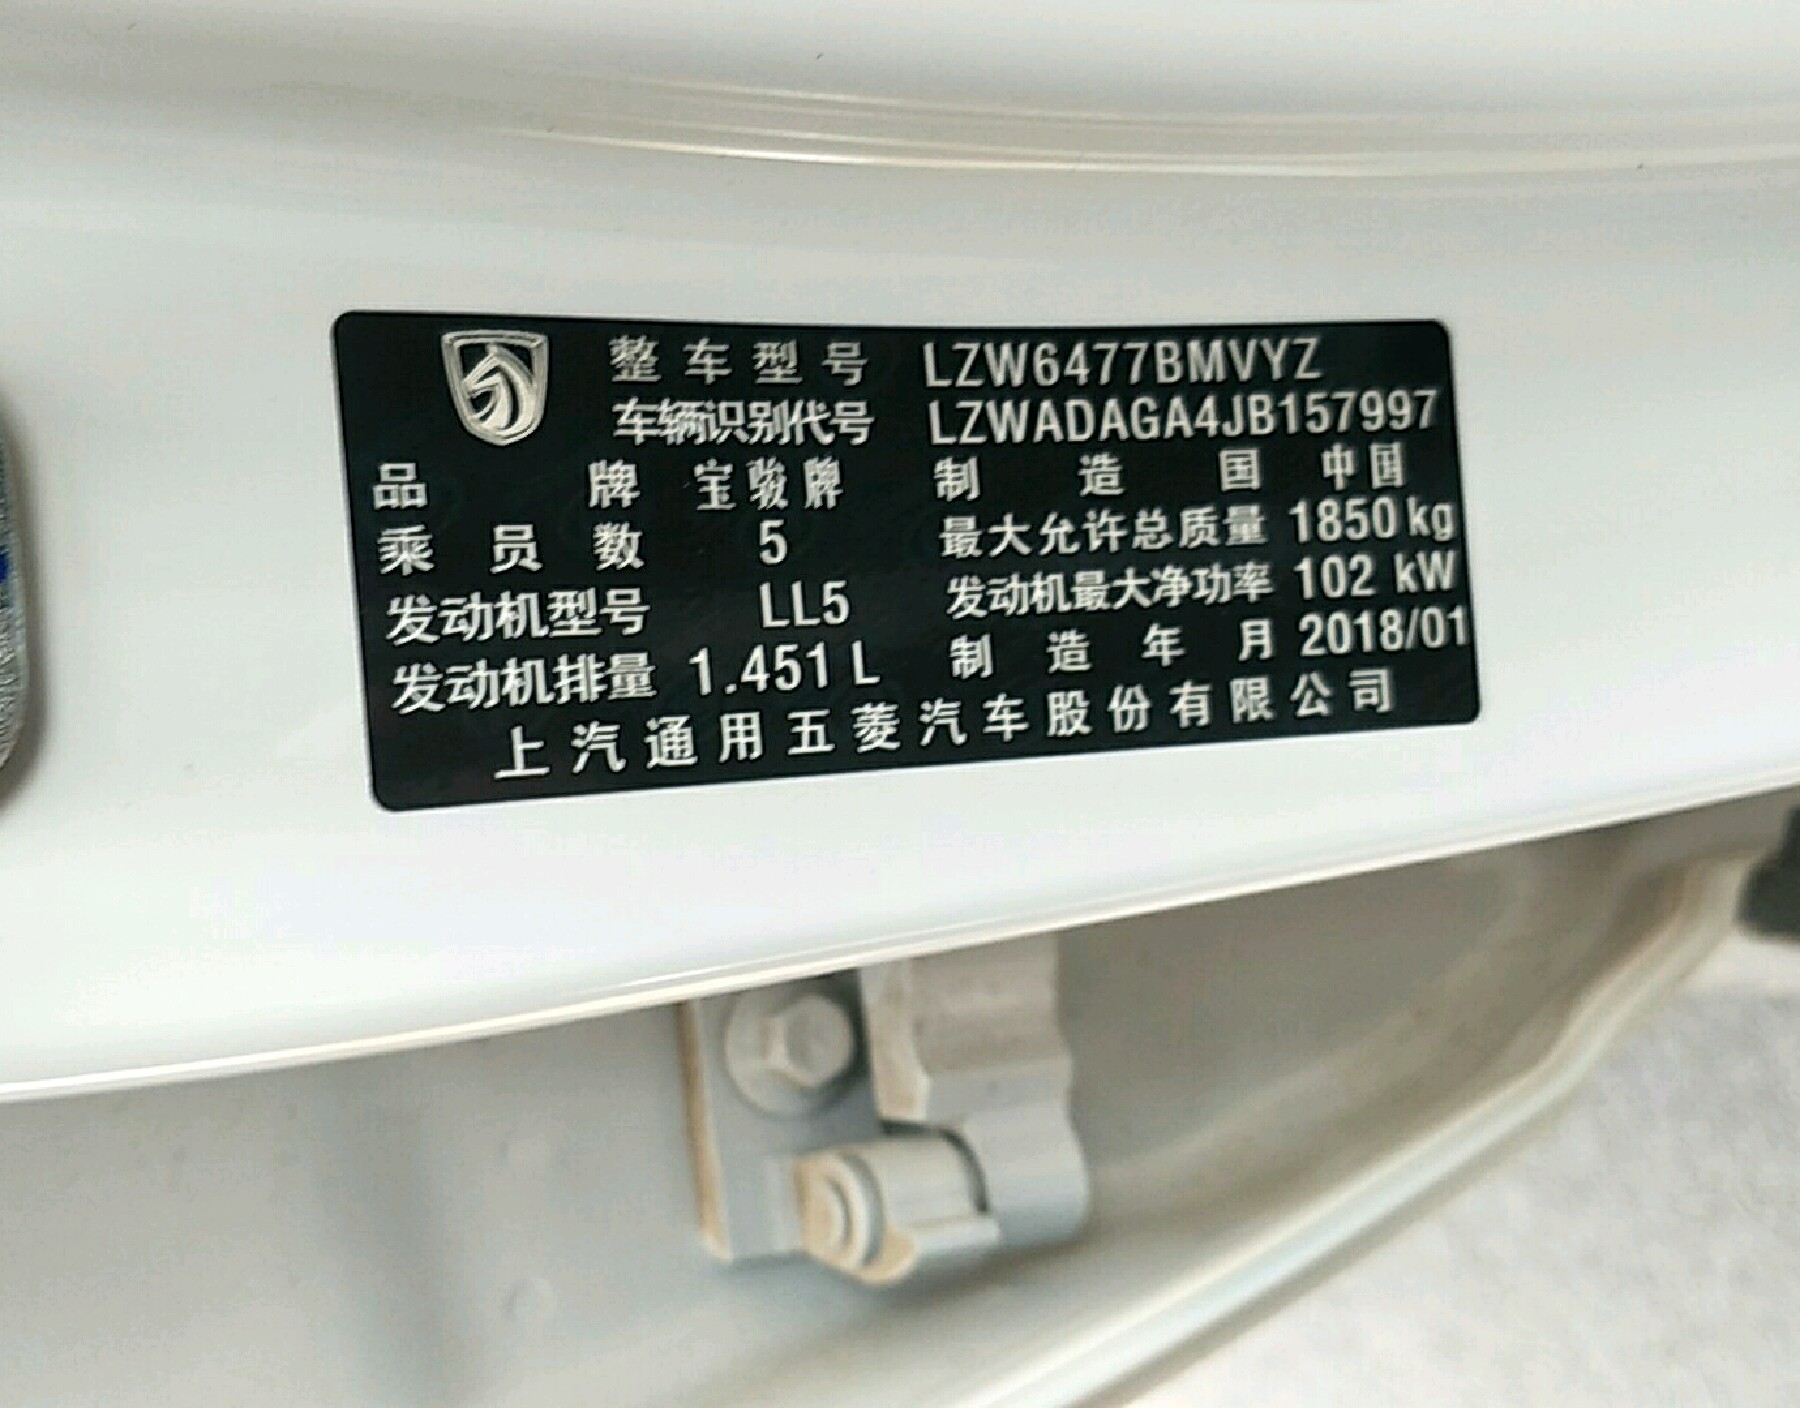 整车型号 LZW6477BMVYZ
车辆识别代号 LZWADAGA4JB157997
品牌 宝骏牌 制造国 中国
乘员数 5 最大允许总质量 1850 kg
发动机型号 LL5 发动机最大净功率 102 kW
发动机排量 1.451 L 制造年月 2018/01
上汽通用五菱汽车股份有限公司